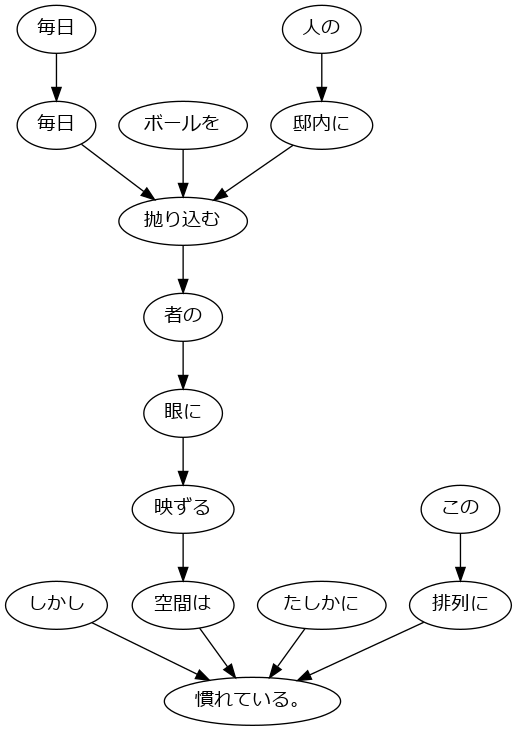 毎日 人の
毎日 ボールを 邸内に
抛り込む
者の
眼に
映ずる この
しかし 空間は たしかに 排列に
慣れている。